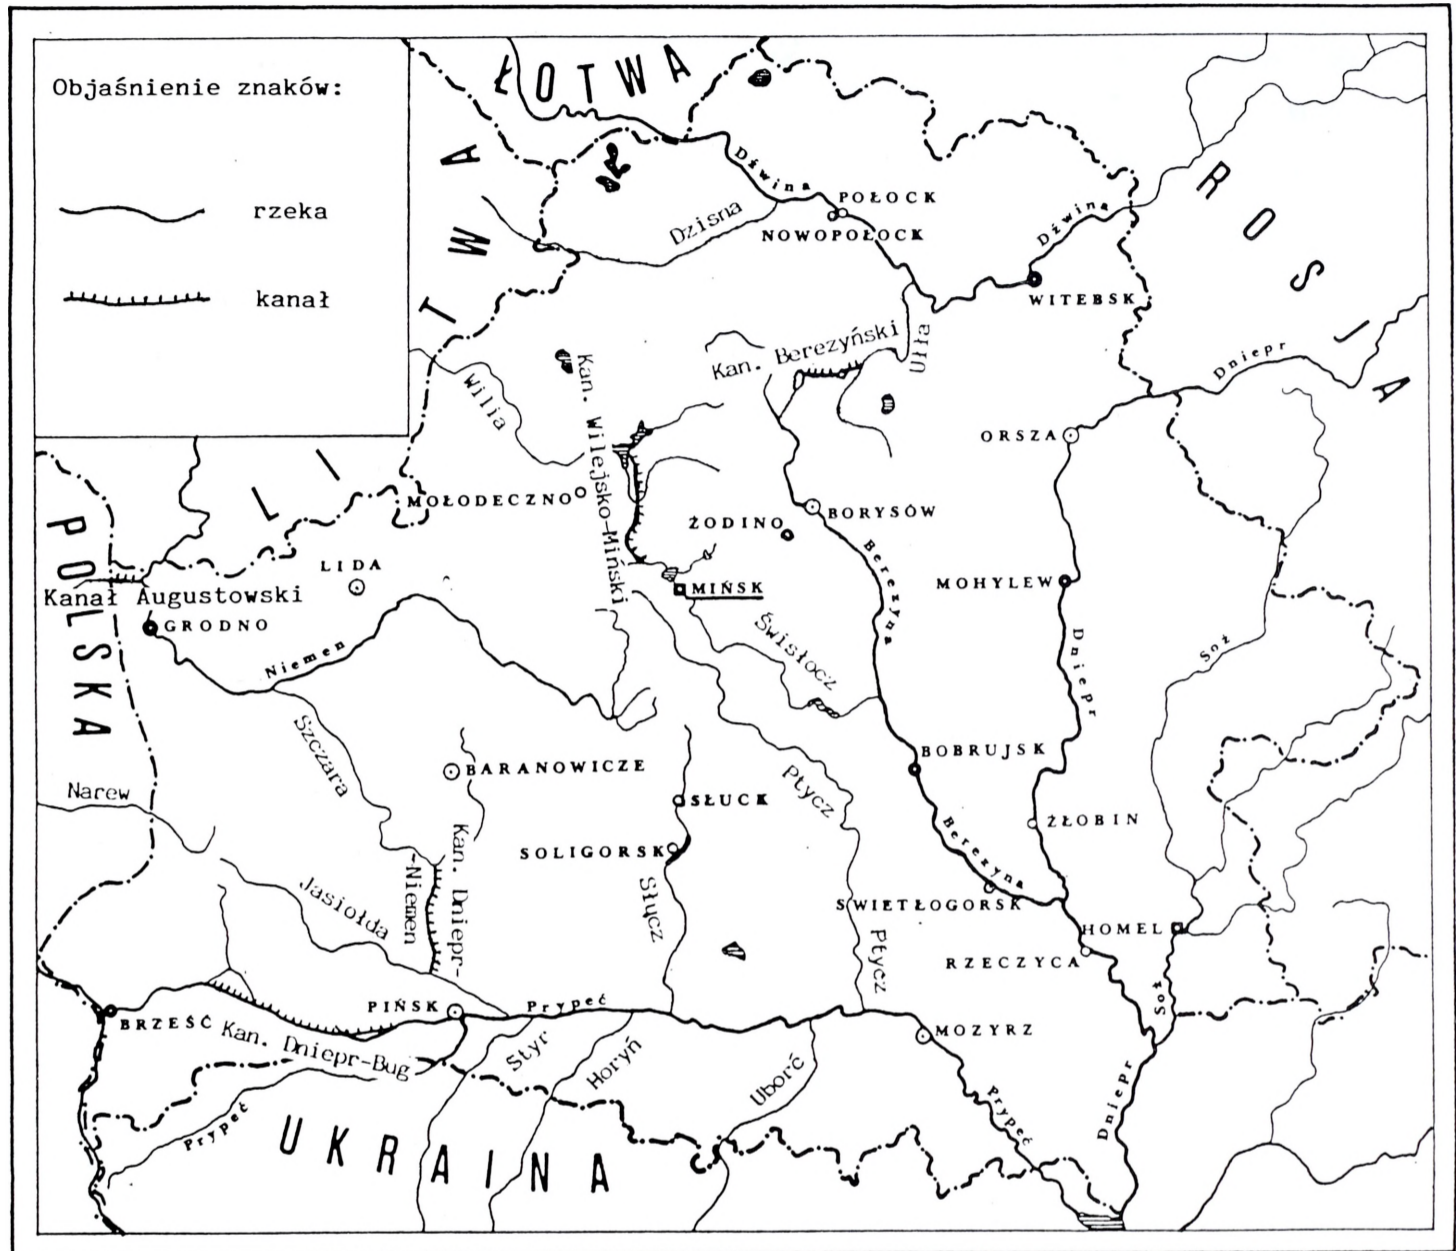 Objaśnienie znaków:
rzeka
kanał
ŁOTWA
LITWA
ROSJA
POLSKA
UKRAINA
Dźwina
POŁOCK
NOWOPOŁOCK
Dzisna
Dźwina
WITEBSK
Ułła
Kan. Berezyński
Wilia
Kan. Wilejsko-Miński
Dniepr
ORSZA
MOŁODECZNO
BORYSÓW
ŻODINO
Berezyna
LIDA
MIŃSK
MOHYLEW
Kanał Augustowski
GRODNO
Niemen
Świsłocz
Soż
Dniepr
Szczara
BARANOWICZE
BOBRUJSK
Narew
Ptycz
SŁUCK
ŻŁOBIN
SOLIGORSK
Berezyna
Kan. Dniepr-
-Niemen
Jasiołda
Słucz
SWIETŁOGORSK
Ptycz
HOMEL
RZECZYCA
PIŃSK
Prypeć
Soż
BRZEŚĆ
Kan. Dniepr-Bug
Styr
Horyń
Uborć
MOZYRZ
Prypeć
Prypeć
Dniepr